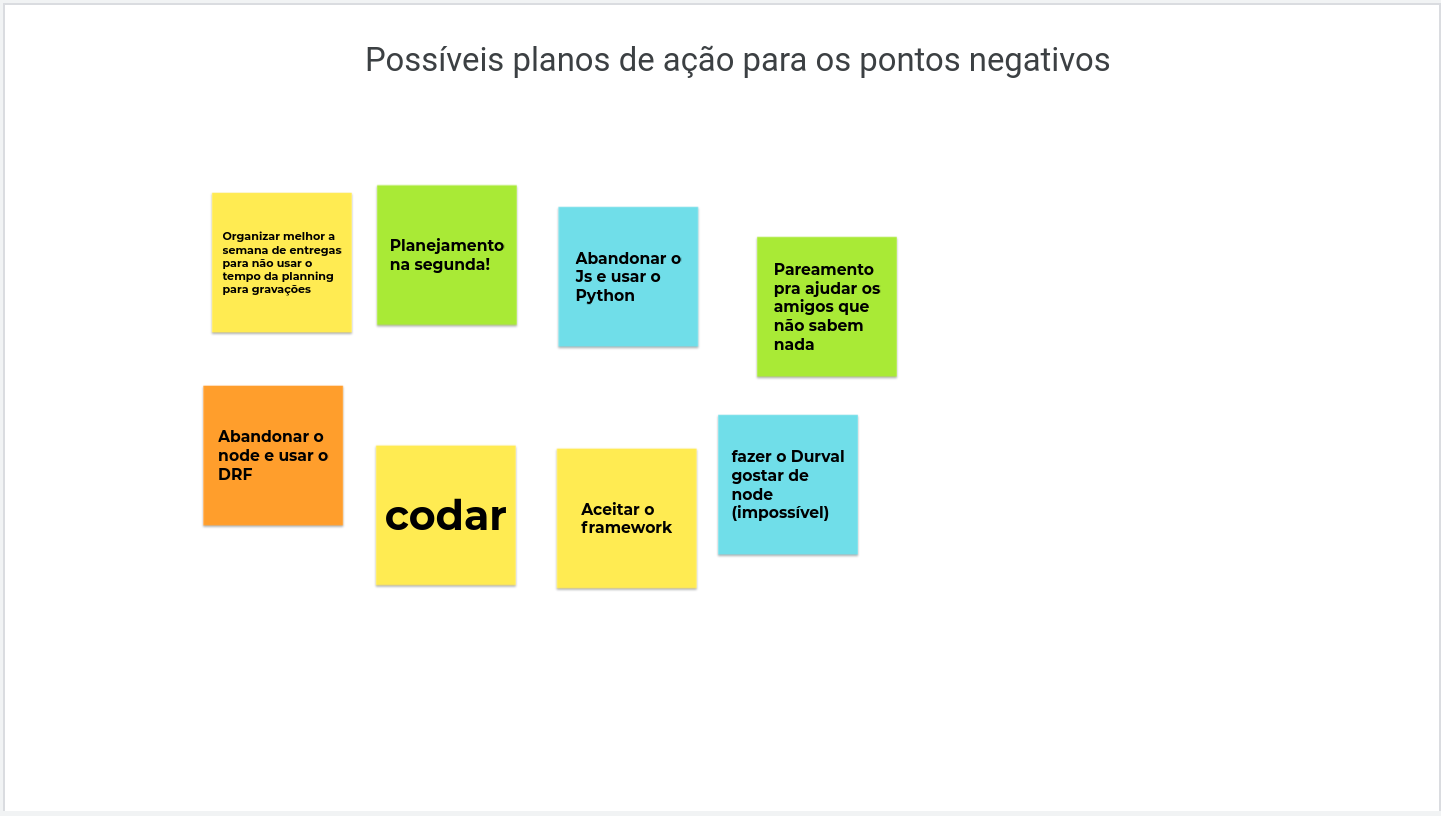 Possíveis planos de ação para os pontos negativos
Organizar melhor a
semana de entregas
para não usar o
tempo da planning
para gravações
Planejamento
na segunda!
Abandonar o
Js e usar o
Python
Pareamento
pra ajudar os
amigos que
não sabem
nada
Abandonar o
node e usar o
DRF
codar
Aceitar o
framework
fazer o Durval
gostar de
node
(impossível)